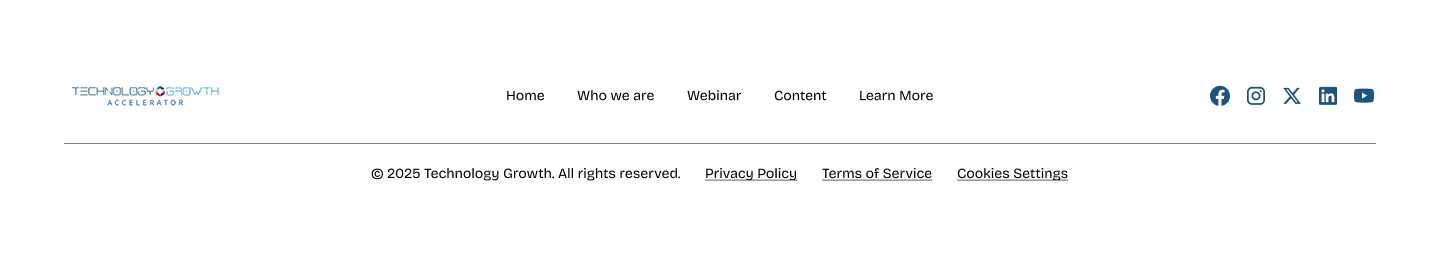 TECHNOLOGY GROWTH
ACCELERATOR
Home Who we are Webinar Content Learn More
© 2025 Technology Growth. All rights reserved. Privacy Policy Terms of Service Cookies Settings